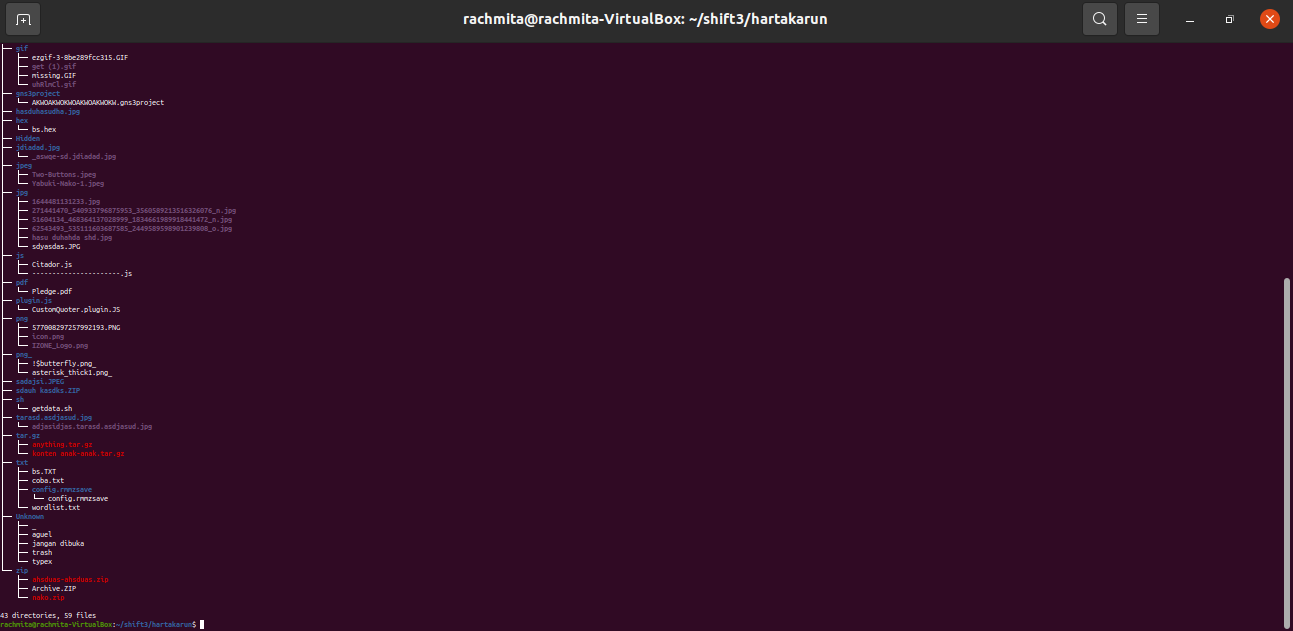 rachmita@rachmita-VirtualBox: ~/shift3/hartakarun
gif
ezgif-3-8be289fcc315.GIF
get (1).gif
missing.GIF
uhHlmCl.gif
gns3project
AKWOAKWOKWOAKWOAKWOKW.gns3project
hasduhasudha.jpg
hex
bs.hex
Hidden
jdiadad.jpg
_aswqe-sd.jdiadad.jpg
jpeg
Two-Buttons.jpeg
Yabuki-Nako-1.jpeg
jpg
1644481131233.jpg
271441470_540933796875953_3560589213516326076_n.jpg
51604134_468364137028999_1834661989918441472_n.jpg
62543493_535111603687585_2449589598901239808_o.jpg
hasu duhahda shd.jpg
sdyasdas.JPG
js
Citador.js
----------------------.js
pdf
Pledge.pdf
plugin.js
CustomQuoter.plugin.JS
png
577008297257992193.PNG
icon.png
IZONE_Logo.png
png_
!$butterfly.png_
asterisk_thick1.png_
sadajsi.JPEG
sdauh kasdks.ZIP
sh
getdata.sh
tarasd.asdjasud.jpg
adjasidjas.tarasd.asdjasud.jpg
tar.gz
anything.tar.gz
konten anak-anak.tar.gz
txt
bs.TXT
coba.txt
config.rmmzsave
config.rmmzsave
wordlist.txt
Unknown
_
aguel
jangan dibuka
trash
typex
zip
ahsduas-ahsduas.zip
Archive.ZIP
nako.zip
43 directories, 59 files
rachmita@rachmita-VirtualBox:~/shift3/hartakarun$